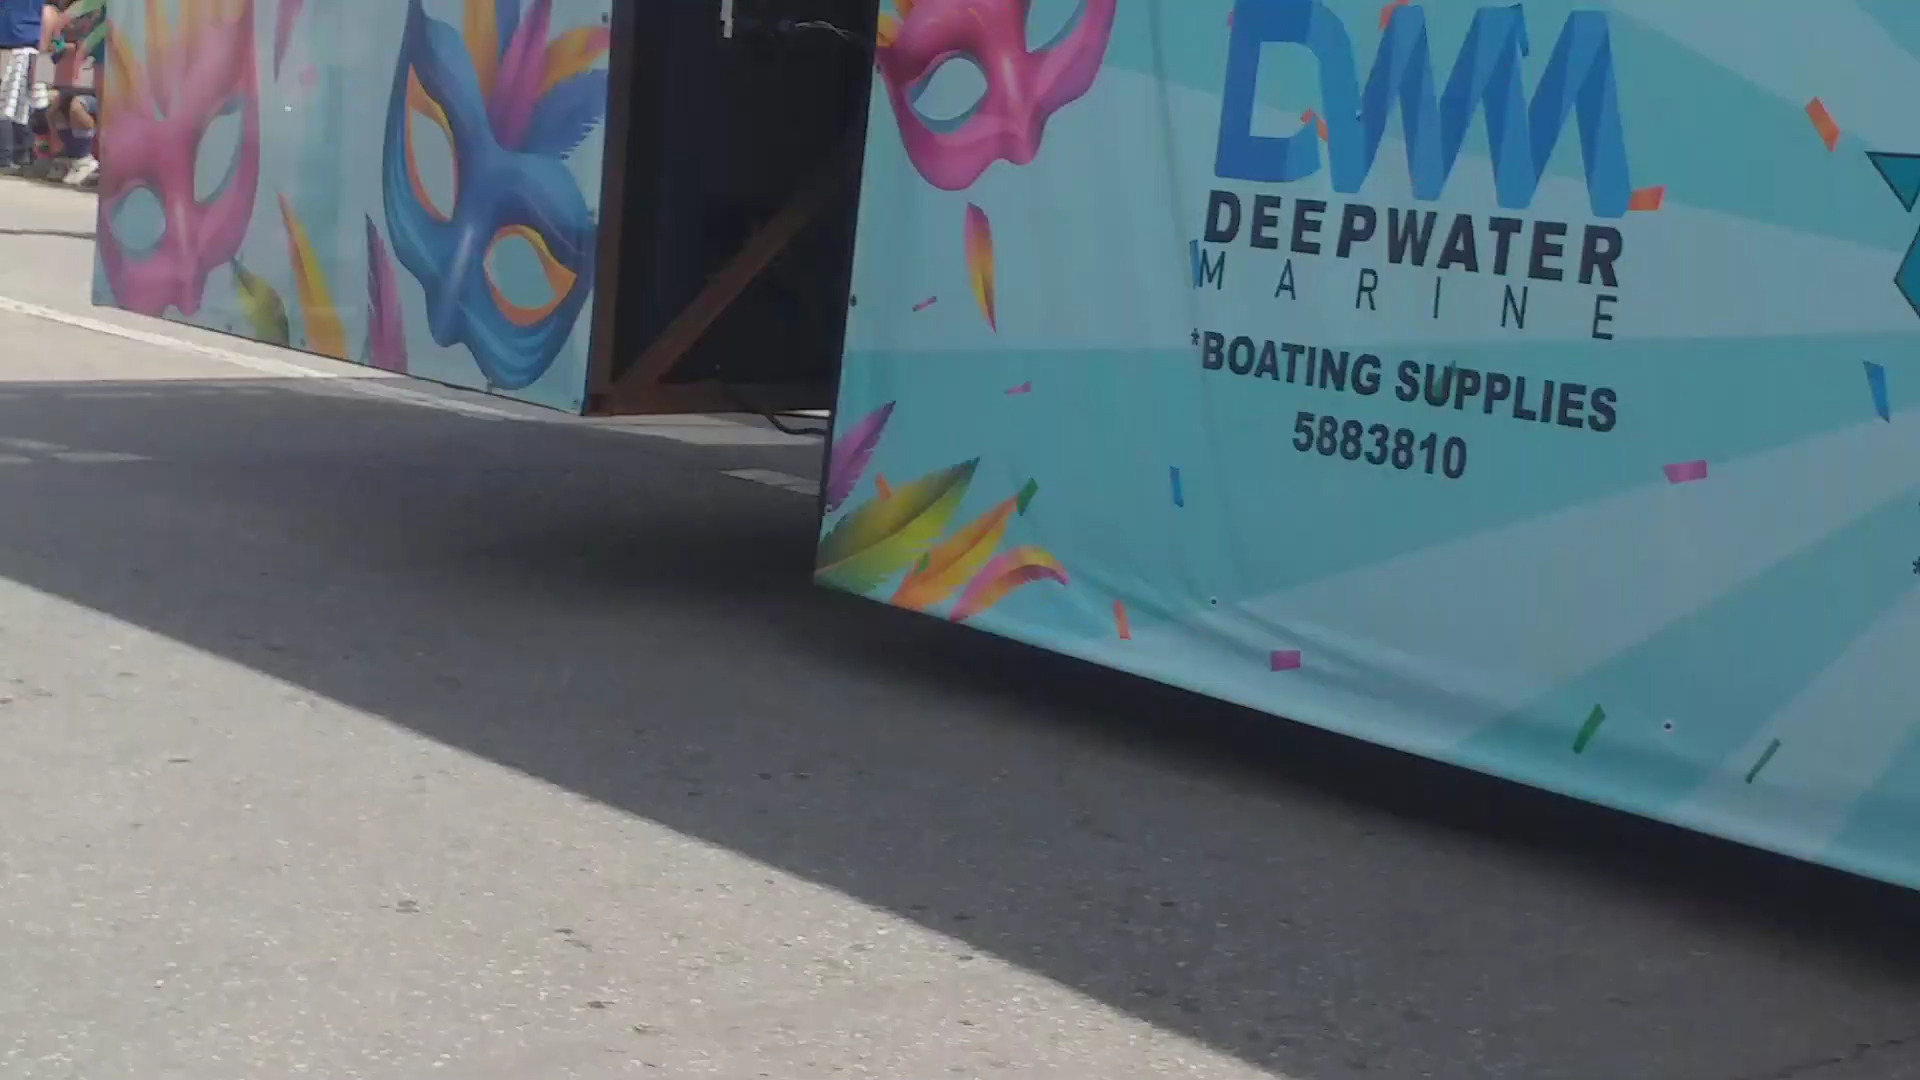 DWM
DEEPWATER
MARINE
*BOATING SUPPLIES
5883810